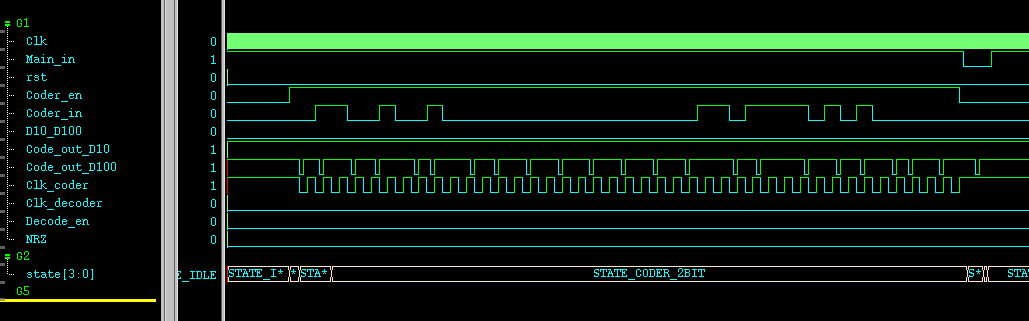 G1
Clk 0
Main_in 1
rst 0
Coder_en 0
Coder_in 0
D10_D100 0
Code_out_D10 1
Code_out_D100 1
Clk_coder 1
Clk_decoder 0
Decode_en 0
NRZ 0
G2
state[3:0] E_IDLE STATE_I* * STA* STATE_CODER_2BIT S* STA
G5